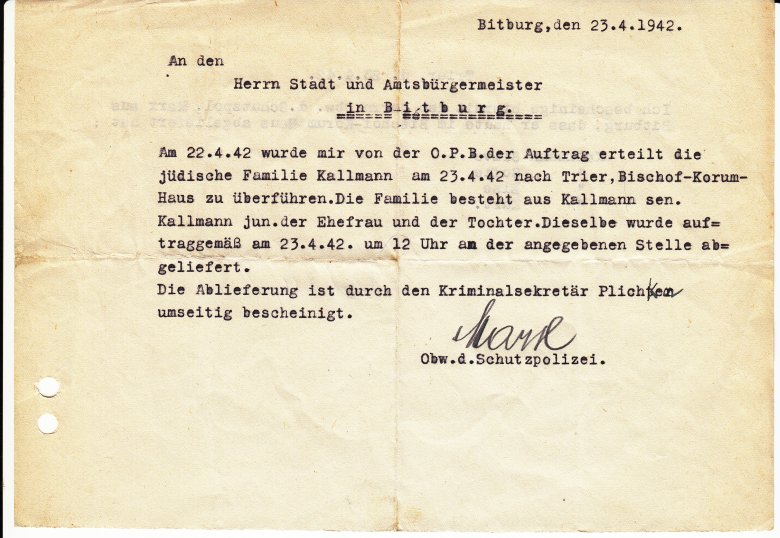 Bitburg,den 23.4.1942.
An den
Herrn Stadt und Amtsbürgermeister
in Bitburg.
Am 22.4.42 wurde mir von der O.P.B.der Auftrag erteilt die
jüdische Familie Kallmann am 23.4.42 nach Trier,Bischof-Korum-
Haus zu überführen.Die Familie besteht aus Kallmann sen.
Kallmann jun.der Ehefrau und der Tochter.Dieselbe wurde auf=
traggemäß am 23.4.42. um 12 Uhr an der angegebenen Stelle ab=
geliefert.
Die Ablieferung ist durch den Kriminalsekretär Plichten
umseitig bescheinigt.
Obw.d.Schutzpolizei.